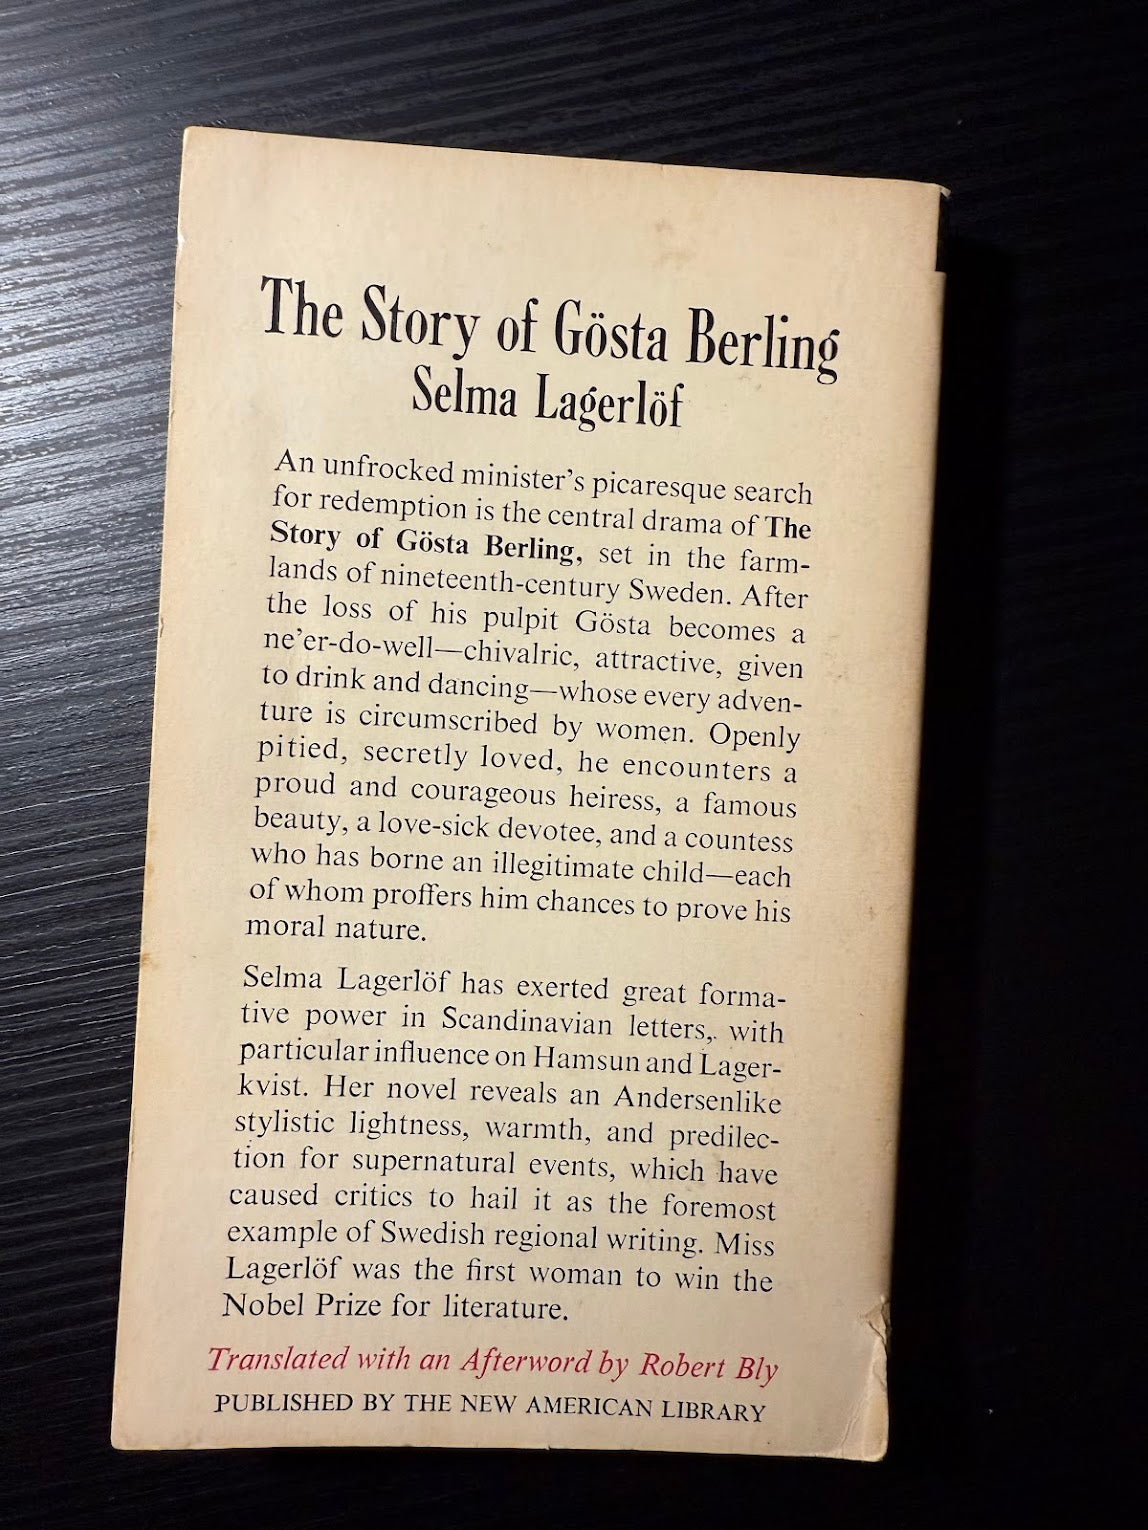 The Story of Gösta Berling
Selma Lagerlöf
An unfrocked minister's picaresque search
for redemption is the central drama of The
Story of Gösta Berling, set in the farm-
lands of nineteenth-century Sweden. After
the loss of his pulpit Gösta becomes a
ne'er-do-well—chivalric, attractive, given
to drink and dancing—whose every adven-
ture is circumscribed by women. Openly
pitied, secretly loved, he encounters a
proud and courageous heiress, a famous
beauty, a love-sick devotee, and a countess
who has borne an illegitimate child—each
of whom proffers him chances to prove his
moral nature.
Selma Lagerlöf has exerted great forma-
tive power in Scandinavian letters, with
particular influence on Hamsun and Lager-
kvist. Her novel reveals an Andersenlike
stylistic lightness, warmth, and predilec-
tion for supernatural events, which have
caused critics to hail it as the foremost
example of Swedish regional writing. Miss
Lagerlöf was the first woman to win the
Nobel Prize for literature.
Translated with an Afterword by Robert Bly
PUBLISHED BY THE NEW AMERICAN LIBRARY